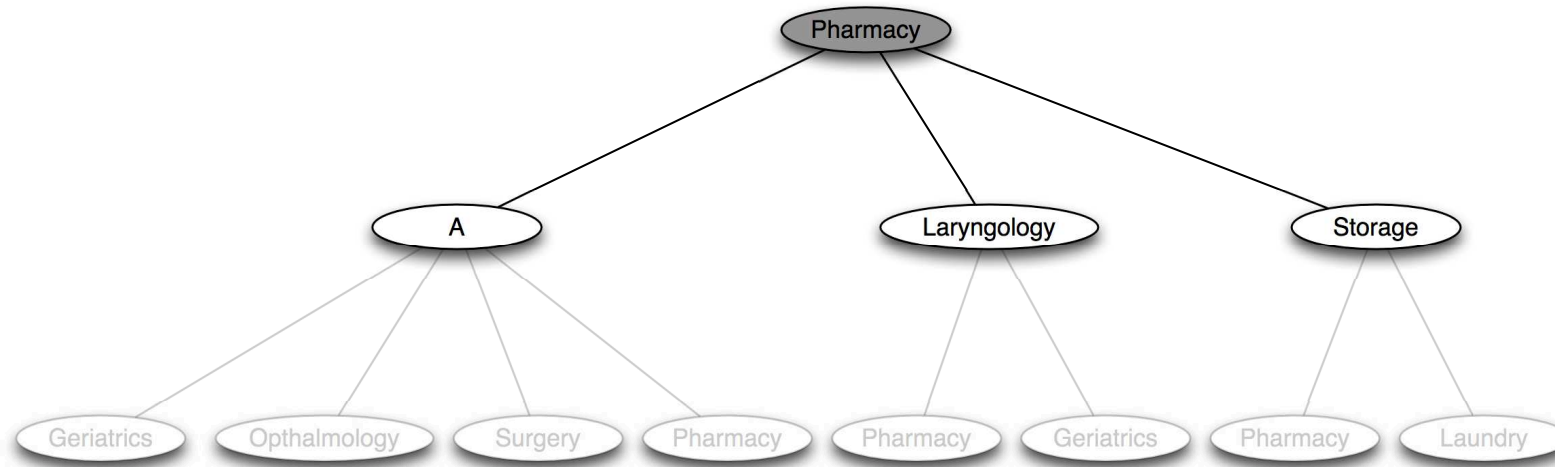 Pharmacy
A
Laryngology
Storage
Geriatrics
Opthalmology
Surgery
Pharmacy
Pharmacy
Geriatrics
Pharmacy
Laundry